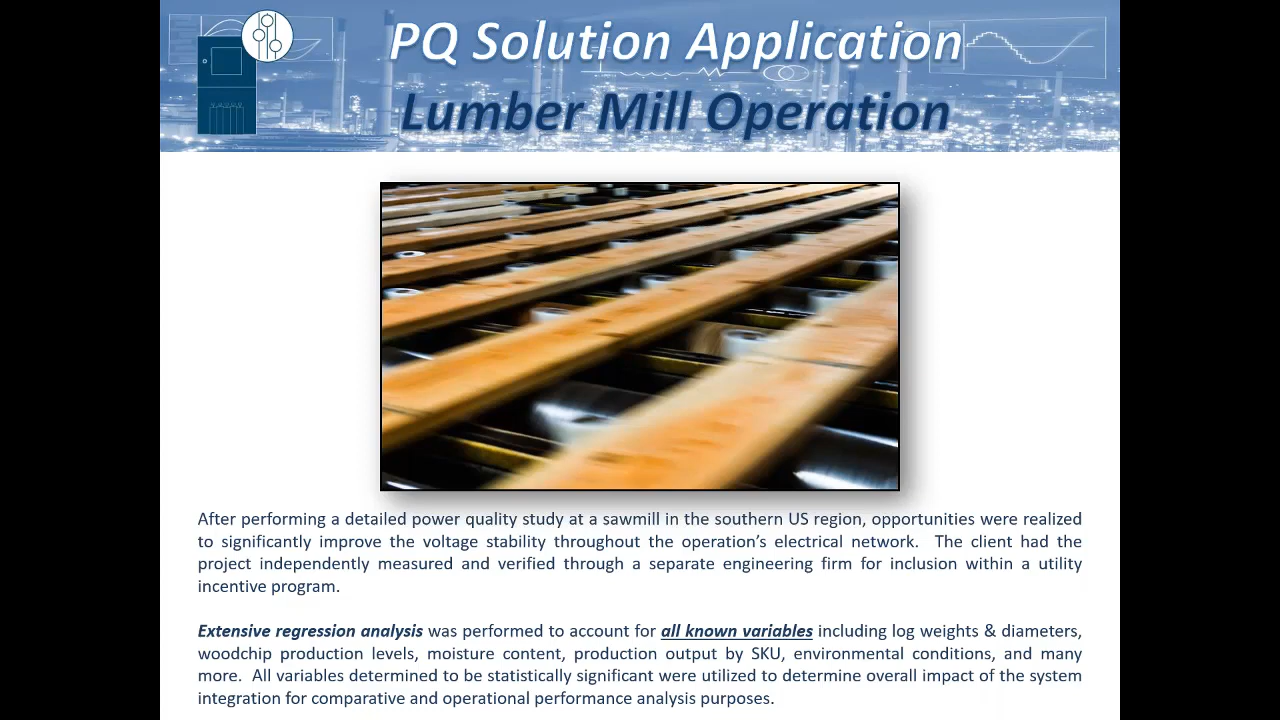 PQ Solution Application
Lumber Mill Operation
After performing a detailed power quality study at a sawmill in the southern US region, opportunities were realized
to significantly improve the voltage stability throughout the operation’s electrical network.  The client had the
project independently measured and verified through a separate engineering firm for inclusion within a utility
incentive program.
Extensive regression analysis was performed to account for all known variables including log weights & diameters,
woodchip production levels, moisture content, production output by SKU, environmental conditions, and many
more.  All variables determined to be statistically significant were utilized to determine overall impact of the system
integration for comparative and operational performance analysis purposes.